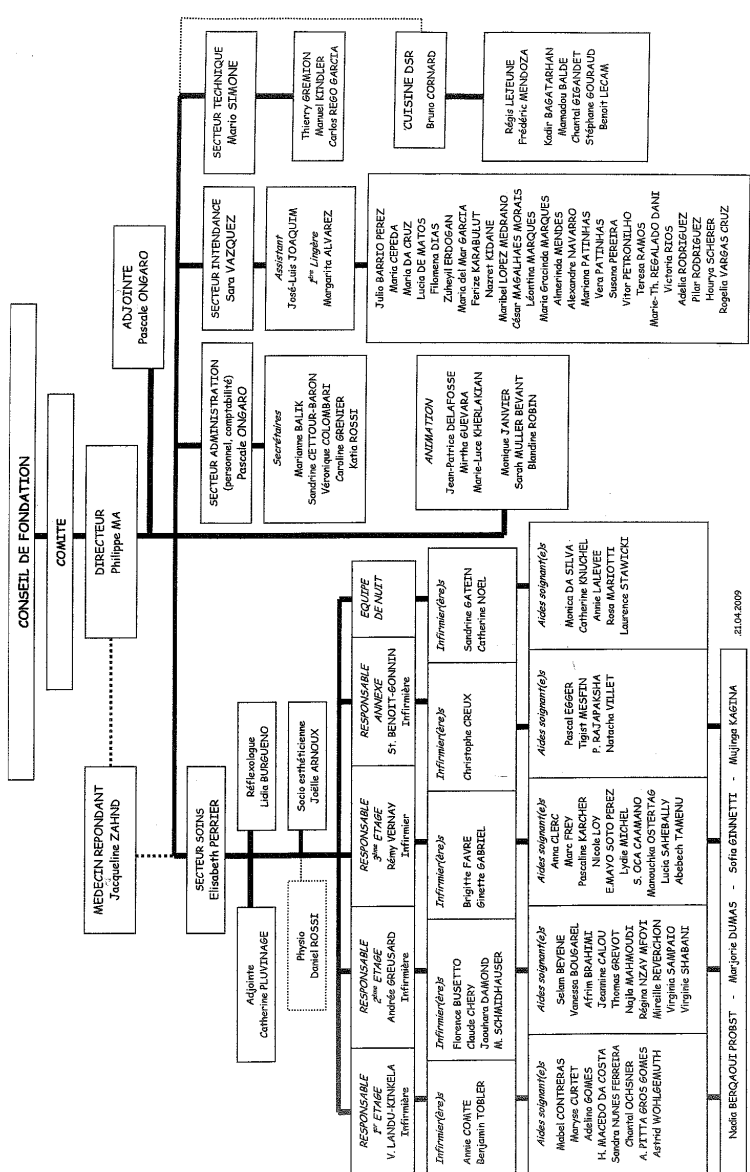 CONSEIL DE FONDATION
COMITE
MEDECIN REPONDANT
Jacqueline ZAHND
DIRECTEUR
Philippe MA
ADJOINTE
Pascale ONGARO
SECTEUR SOINS
Elisabeth PERRIER
SECTEUR ADMINISTRATION
(personnel, comptabilité)
Pascale ONGARO
SECTEUR INTENDANCE
Sara VAZQUEZ
SECTEUR TECHNIQUE
Mario SIMONE
Adjointe
Catherine PLUVINAGE
Réflexologue
Lidia BURGUENO
Physio
Daniel ROSSI
Socio esthéticienne
Joëlle ARNOUX
Secrétaires
Marianne BALIK
Sandrine CETTOUR-BARON
Véronique COLOMBARI
Caroline GRENIER
Katia ROSSI
Assistant
José-Luis JOAQUIM
1ère Lingère
Margarita ALVAREZ
Thierry GREMION
Manuel KINDLER
Carlos REGO GARCIA
CUISINE DSR
Bruno CORNARD
RESPONSABLE
1er ETAGE
V. LANDU-KINKELA
Infirmière
RESPONSABLE
2ème ETAGE
Andrée GREUSARD
Infirmière
RESPONSABLE
3ème ETAGE
Rémy VERNAY
Infirmier
RESPONSABLE
ANNEXE
St. BENOIT-GONNIN
Infirmière
EQUIPE
DE NUIT
Infirmier(ère)s
Annie COMTE
Benjamin TOBLER
Infirmier(ère)s
Florence BUSETTO
Claude CHERY
Jaouhara DAMOND
M. SCHMIDHAUSER
Infirmier(ère)s
Brigitte FAVRE
Ginette GABRIEL
Infirmier(ère)s
Christophe CREUX
Infirmier(ère)s
Sandrine GATEIN
Catherine NOEL
ANIMATION
Jean-Patrice DELAFOSSE
Mirtha GUEVARA
Marie-Luce KHERLAKIAN
Monique JANVIER
Sarah MULLER BEVANT
Blandine ROBIN
Julio BARRIO PEREZ
Maria CEPEDA
Maria DA CRUZ
Lucia DE MATOS
Filomena DIAS
Zuheyil ERDOGAN
Maria del Mar GARCIA
Ferize KARABULUT
Nazret KIDANE
Maribel LOPEZ MEDRANO
César MAGALHAES MORAIS
Léontina MARQUES
Maria Gracinda MARQUES
Almerinda MENDES
Alexandre NAVARRO
Mariana PATINHAS
Vera PATINHAS
Susana PEREIRA
Vitor PETRONILHO
Teresa RAMOS
Marie-Th. REGALADO DANI
Victoria RIOS
Adelia RODRIGUEZ
Pilar RODRIGUEZ
Hourya SCHERER
Rogelia VARGAS CRUZ
Régis LEJEUNE
Frédéric MENDOZA
Kadir BAGATARHAN
Mamadou BALDE
Chantal GIGANDET
Stéphane GOURAUD
Benoit LECAM
Aides soignant(e)s
Mabel CONTRERAS
Maryse CURTET
Adelina GOMES
H. MACEDO DA COSTA
Sandra NUNES FERREIRA
Chantal OCHSNER
A. PITTA GROS GOMES
Astrid WOHLGEMUTH
Aides soignant(e)s
Selam BEYENE
Vanessa BOUGAREL
Afrim BRAHIMI
Jeannine CALOU
Thomas GREVOT
Najla MAHMOUDI
Régina NZAY MFOYI
Mireille REVERCHON
Virginia SAMPAIO
Virginie SHABANI
Aides soignant(e)s
Anna CLERC
Marc FREY
Pascaline KARCHER
Nicole LOY
E.MAYO SOTO PEREZ
Lydie MICHEL
S. OCA CAAMANO
Manouchka OSTERTAG
Lucia SAHEBALLY
Abebech TAMENU
Aides soignant(e)s
Pascal EGGER
Tigist MESFIN
P. RAJAPAKSHA
Natacha VILLET
Aides soignant(e)s
Monica DA SILVA
Catherine KNUCHEL
Annie LALEVEE
Rosa MARIOTTI
Laurence STAWICKI
Nadia BERQAOUI PROBST - Marjorie DUMAS - Sofia GINNETTI - Mujinga KAGINA
.21.04.2009